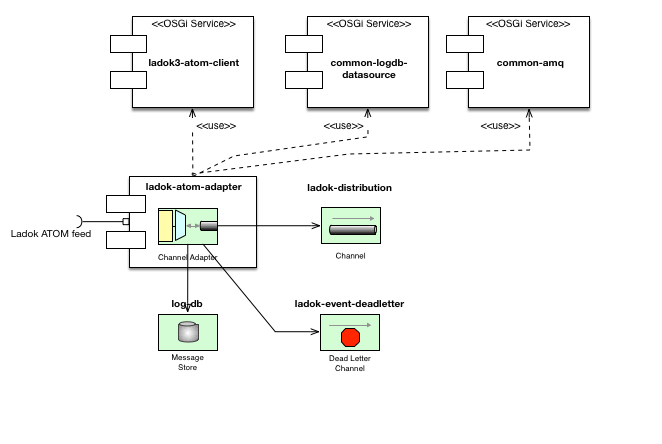 <<OSGi Service>>
<<OSGi Service>>
<<OSGi Service>>
ladok3-atom-client
common-logdb-
datasource
common-amq
<<use>>
<<use>>
<<use>>
ladok-atom-adapter
ladok-distribution
Ladok ATOM feed
Channel Adapter
Channel
log-db
ladok-event-deadletter
Message
Store
Dead Letter
Channel